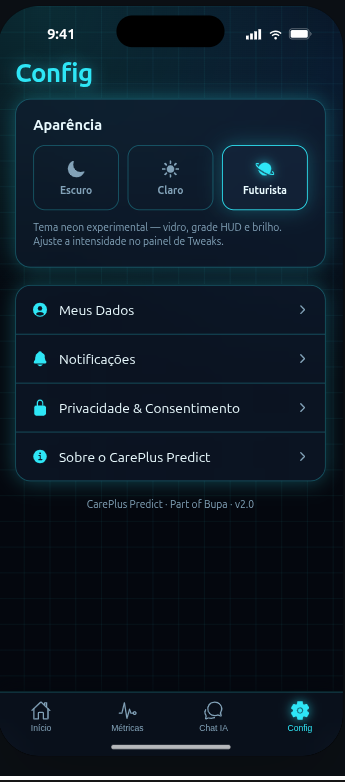 9:41
Config
Aparência
Escuro
Claro
Futurista
Tema neon experimental — vidro, grade HUD e brilho.
Ajuste a intensidade no painel de Tweaks.
Meus Dados
Notificações
Privacidade & Consentimento
Sobre o CarePlus Predict
CarePlus Predict · Part of Bupa · v2.0
Início
Métricas
Chat IA
Config